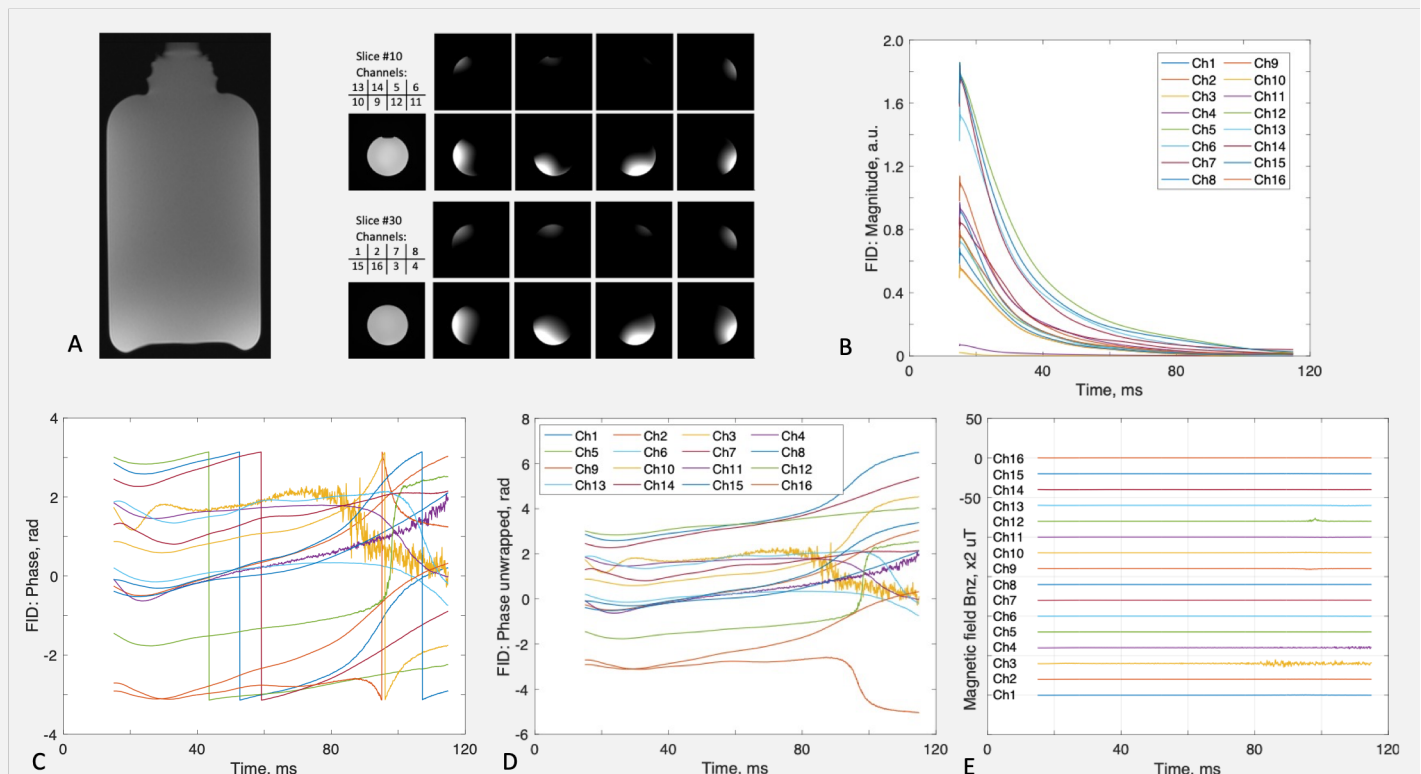 Slice #10
Channels:
13 14 5 6
10 9 12 11
Slice #30
Channels:
1 2 7 8
15 16 3 4
A
2.0
1.6
1.2
0.8
0.4
0
FID: Magnitude, a.u.
Ch1 Ch9
Ch2 Ch10
Ch3 Ch11
Ch4 Ch12
Ch5 Ch13
Ch6 Ch14
Ch7 Ch15
Ch8 Ch16
0 40 80 120
Time, ms
B
4
2
0
-2
-4
FID: Phase, rad
0 40 80 120
Time, ms
C
8
6
4
2
0
-2
-4
-6
FID: Phase unwrapped, rad
Ch1 Ch2 Ch3 Ch4
Ch5 Ch6 Ch7 Ch8
Ch9 Ch10 Ch11 Ch12
Ch13 Ch14 Ch15 Ch16
0 40 80 120
Time, ms
D
50
0
-50
Magnetic field Bnz, x2 uT
Ch16
Ch15
Ch14
Ch13
Ch12
Ch11
Ch10
Ch9
Ch8
Ch7
Ch6
Ch5
Ch4
Ch3
Ch2
Ch1
0 40 80 120
Time, ms
E